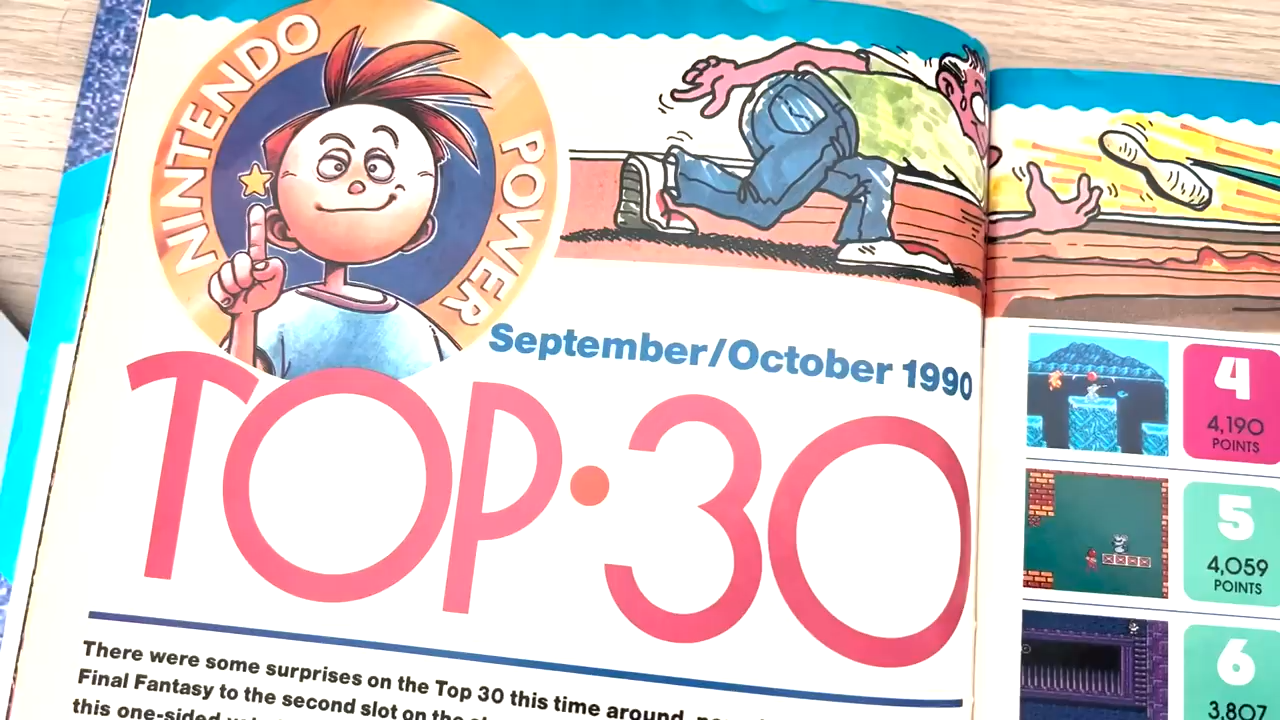 NINTENDO
POWER
September/October 1990
TOP•30
There were some surprises on the Top 30 this time around,
Final Fantasy to the second slot on the
this one-sided
4
4,190
POINTS
5
4,059
POINTS
6
3,807